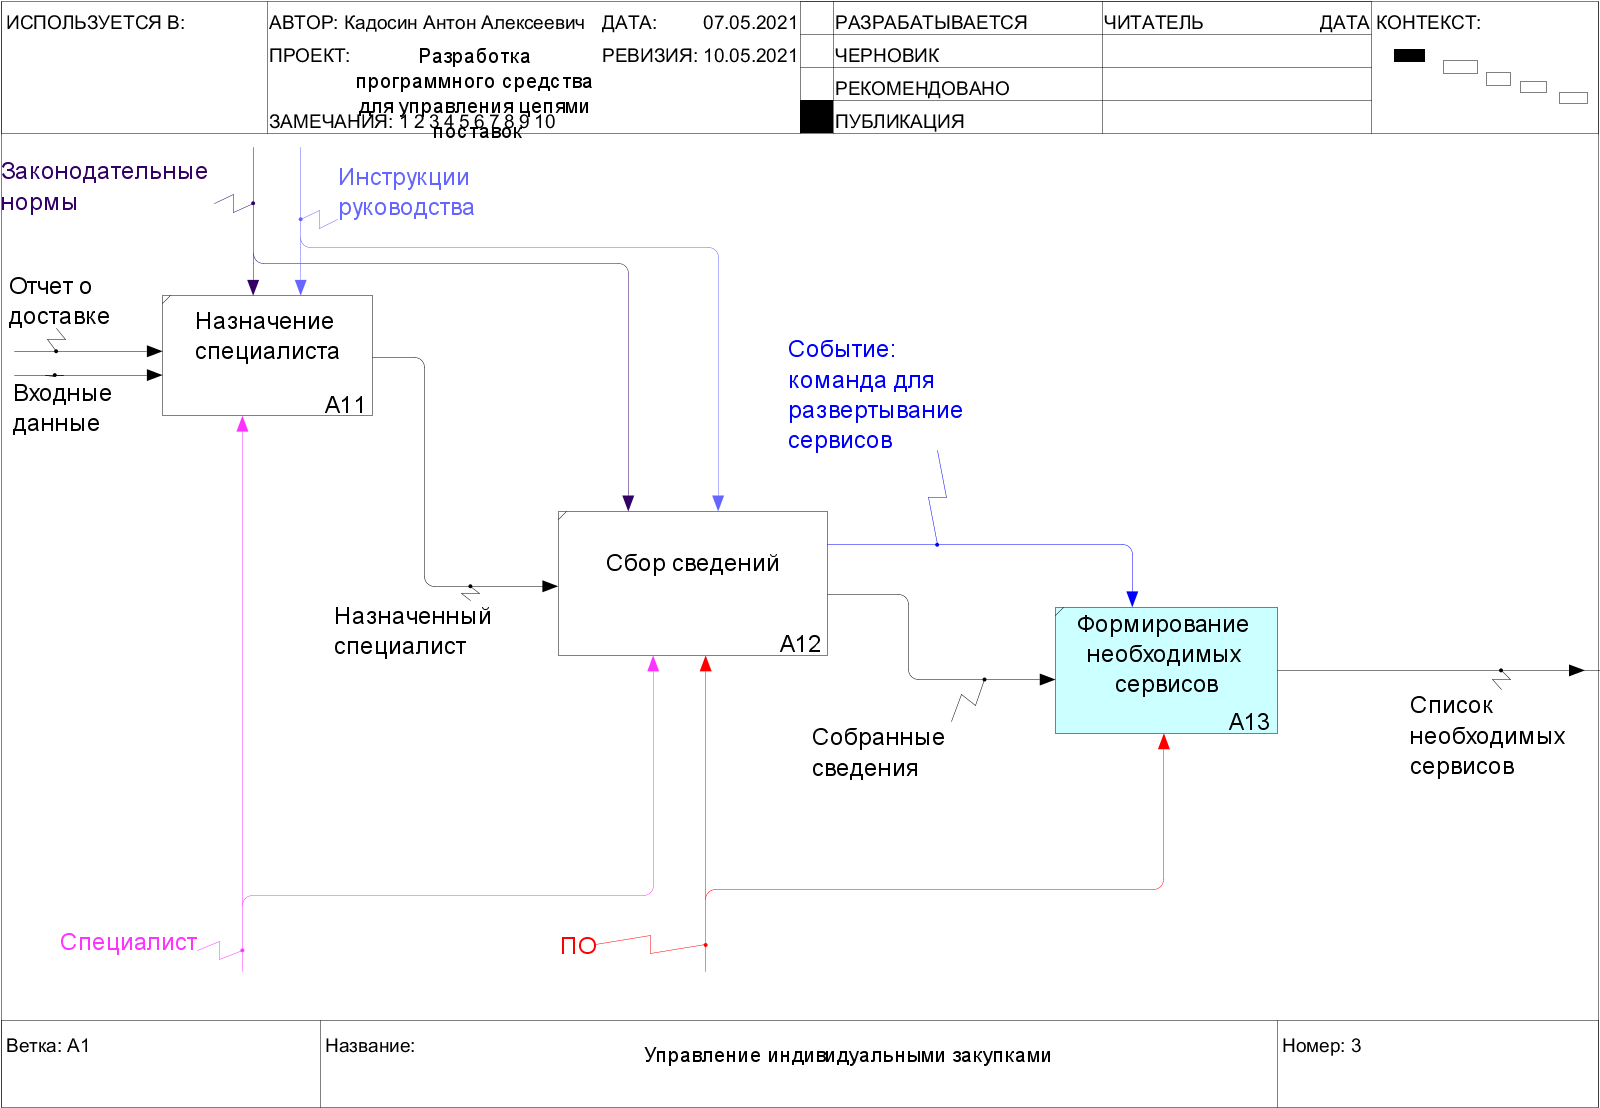 ИСПОЛЬЗУЕТСЯ В:
АВТОР: Кадосин Антон Алексеевич
ДАТА: 07.05.2021
РАЗРАБАТЫВАЕТСЯ
ЧИТАТЕЛЬ
ДАТА
КОНТЕКСТ:
ПРОЕКТ:
Разработка
программного средства
для управления цепями
поставок
РЕВИЗИЯ: 10.05.2021
ЧЕРНОВИК
РЕКОМЕНДОВАНО
ЗАМЕЧАНИЯ: 1 2 3 4 5 6 7 8 9 10
ПУБЛИКАЦИЯ
Законодательные
нормы
Инструкции
руководства
Отчет о
доставке
Входные
данные
Назначение
специалиста
A11
Событие:
команда для
развертывание
сервисов
Назначенный
специалист
Сбор сведений
A12
Формирование
необходимых
сервисов
A13
Собранные
сведения
Список
необходимых
сервисов
Специалист
ПО
Ветка: A1
Название:
Управление индивидуальными закупками
Номер: 3